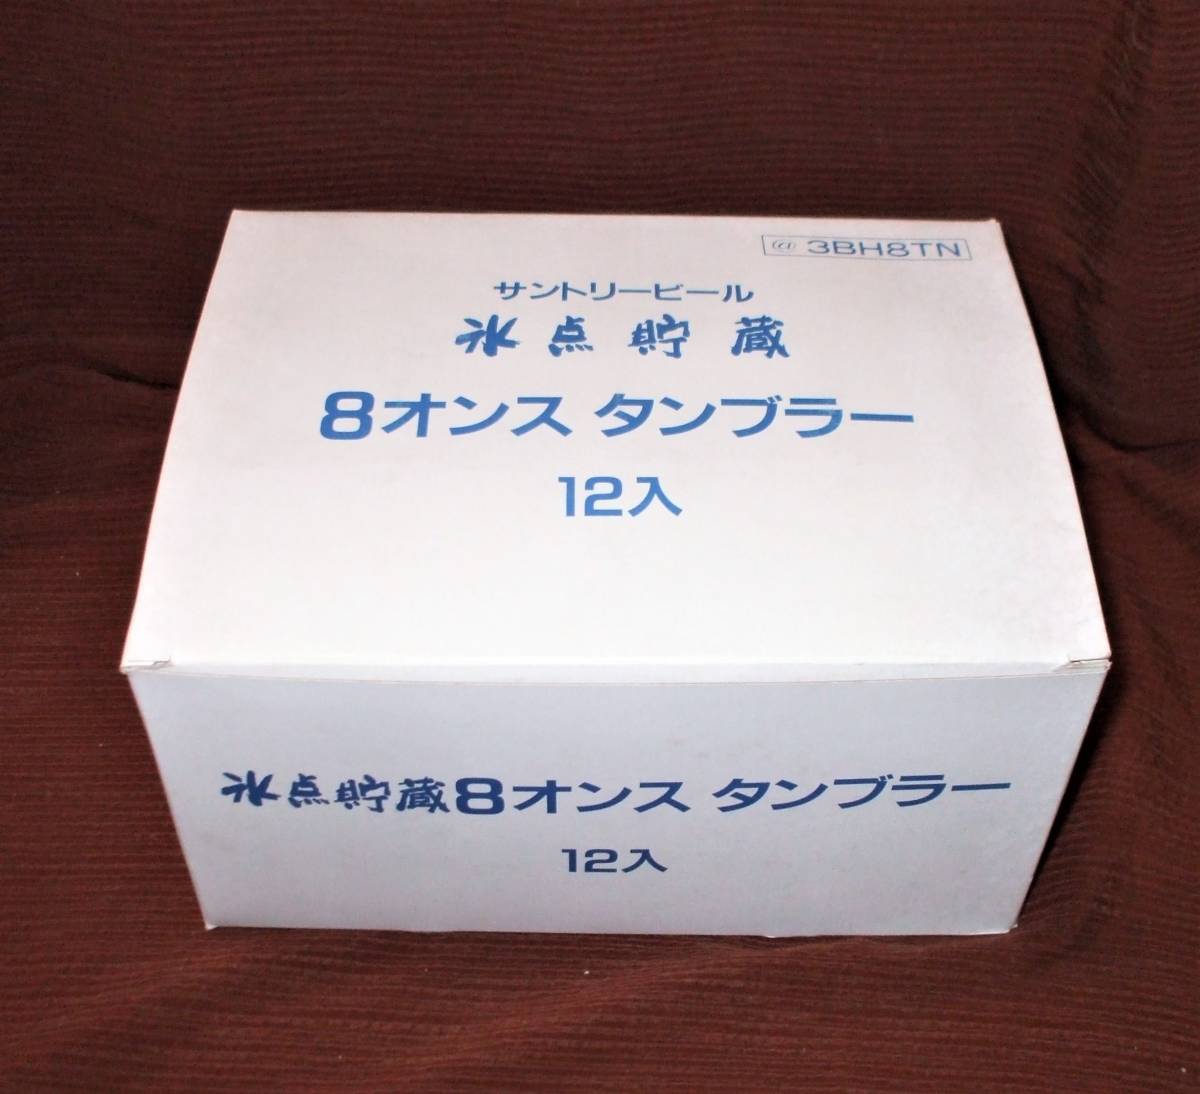 @ 3BH8TN
サントリービール
氷点貯蔵
8オンス タンブラー
12入
氷点貯蔵8オンス タンブラー
12入